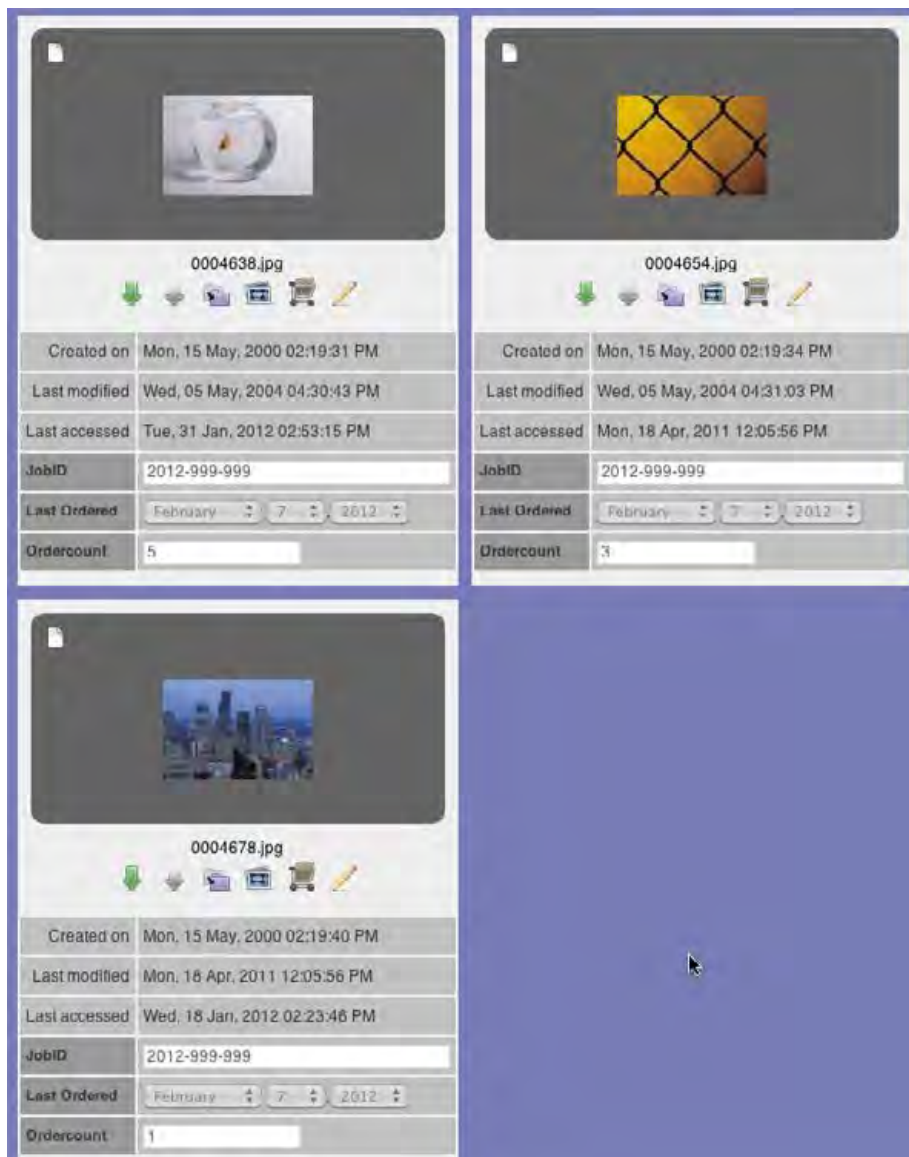 0004638.jpg
Created on Mon, 15 May, 2000 02:19:31 PM
Last modified Wed, 05 May, 2004 04:30:43 PM
Last accessed Tue, 31 Jan, 2012 02:53:15 PM
JobID 2012-999-999
Last Ordered February 7, 2012
Ordercount 5
0004654.jpg
Created on Mon, 15 May, 2000 02:19:34 PM
Last modified Wed, 05 May, 2004 04:31:03 PM
Last accessed Mon, 18 Apr, 2011 12:05:56 PM
JobID 2012-999-999
Last Ordered February 7, 2012
Ordercount 3
0004678.jpg
Created on Mon, 15 May, 2000 02:19:40 PM
Last modified Mon, 18 Apr, 2011 12:05:56 PM
Last accessed Wed, 18 Jan, 2012 02:23:46 PM
JobID 2012-999-999
Last Ordered February 7, 2012
Ordercount 1